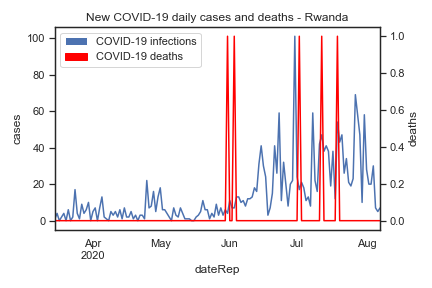 New COVID-19 daily cases and deaths - Rwanda
COVID-19 infections
COVID-19 deaths
100
80
60
40
20
0
cases
1.0
0.8
0.6
0.4
0.2
0.0
deaths
Apr
2020
May
Jun
Jul
Aug
dateRep